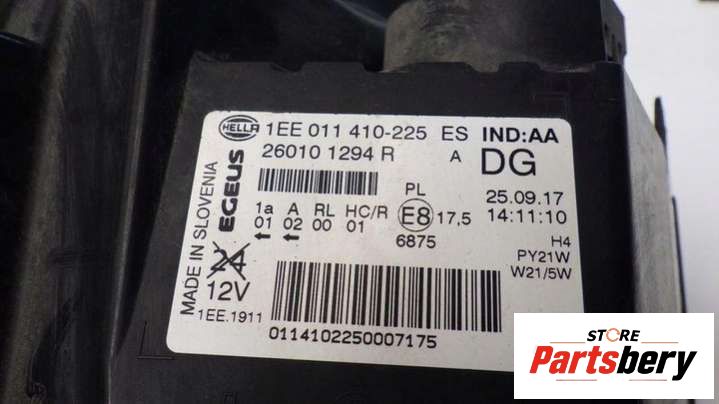 HELLA 1EE 011 410-225 ES IND:AA
26010 1294 R A DG
MADE IN SLOVENIA
EGELIS
PL
25.09.17
14:11:10
1a A RL HC/R E8 17,5
01 02 00 01
6875
H4
PY21W
W21/5W
24
12V
1EE.1911
0114102250007175
STORE
Partsbery